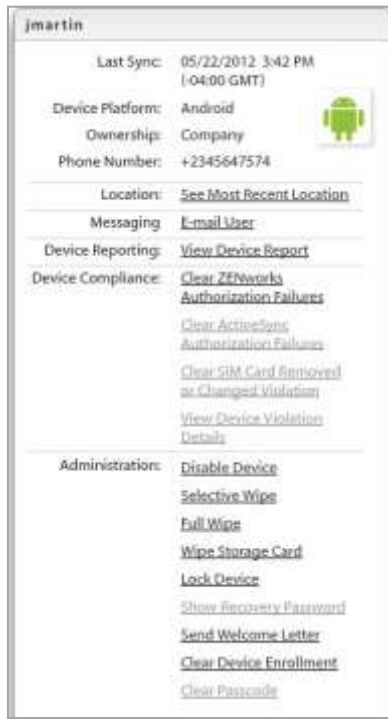 jmartin
Last Sync: 05/22/2012 3:42 PM
(-04:00 GMT)
Device Platform: Android
Ownership: Company
Phone Number: +2345647574
Location: See Most Recent Location
Messaging E-mail User
Device Reporting: View Device Report
Device Compliance: Clear ZENworks
Authorization Failures
Clear ActiveSync
Authorization Failures
Clear SIM Card Removed
or Changed Violation
View Device Violation
Details
Administration: Disable Device
Selective Wipe
Full Wipe
Wipe Storage Card
Lock Device
Show Recovery Password
Send Welcome Letter
Clear Device Enrollment
Clear Passcode